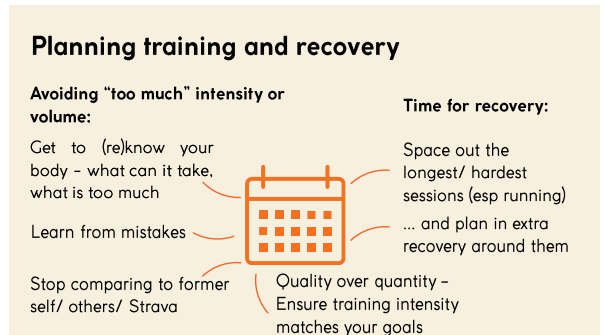 Planning training and recovery
Avoiding “too much” intensity or
volume:
Get to (re)know your
body – what can it take,
what is too much
Learn from mistakes
Stop comparing to former
self/ others/ Strava
Time for recovery:
Space out the
longest/ hardest
sessions (esp running)
... and plan in extra
recovery around them
Quality over quantity –
Ensure training intensity
matches your goals